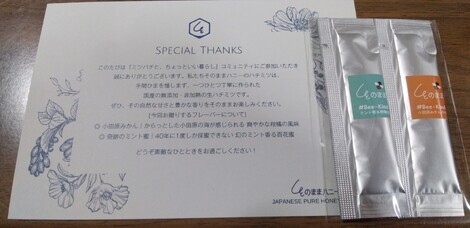 SPECIAL THANKS
このたびは『ミツバチと、ちょっといい暮らし』コミュニティにご参加いただき
誠にありがとうございます。私たちそのままハニーのハチミツは、
手間ひまを惜しまず、一つひとつ丁寧に作られた
国産の無添加・非加熱の生ハチミツです。
ぜひ、その自然な甘さと豊かな香りをそのままお楽しみください。
[今回お贈りするフレーバーについて]
小田原みかん：からっとした小田原の海が感じられる 爽やかな柑橘の風味
奇跡のミント蜜：40年に1度しか採蜜できない 幻のミント香る百花蜜
どうぞ素敵なひとときをお過ごしください！
そのままハニー
JAPANESE PURE HONEY
そのまま
#Bee-Kind
そのまま
#Bee-Kind